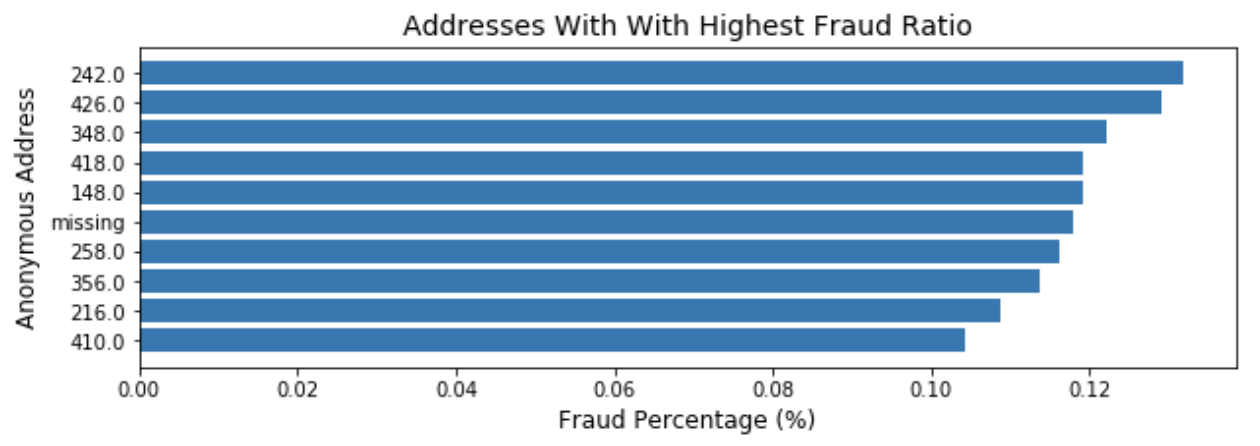 Addresses With With Highest Fraud Ratio
Anonymous Address
242.0
426.0
348.0
418.0
148.0
missing
258.0
356.0
216.0
410.0
0.00 0.02 0.04 0.06 0.08 0.10 0.12
Fraud Percentage (%)